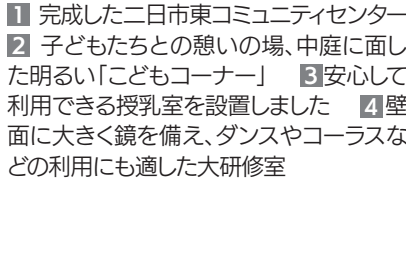 1 完成した二日市東コミュニティセンター
2 子どもたちとの憩いの場、中庭に面し
た明るい「こどもコーナー」 3 安心して
利用できる授乳室を設置しました 4 壁
面に大きく鏡を備え、ダンスやコーラスな
どの利用にも適した大研修室